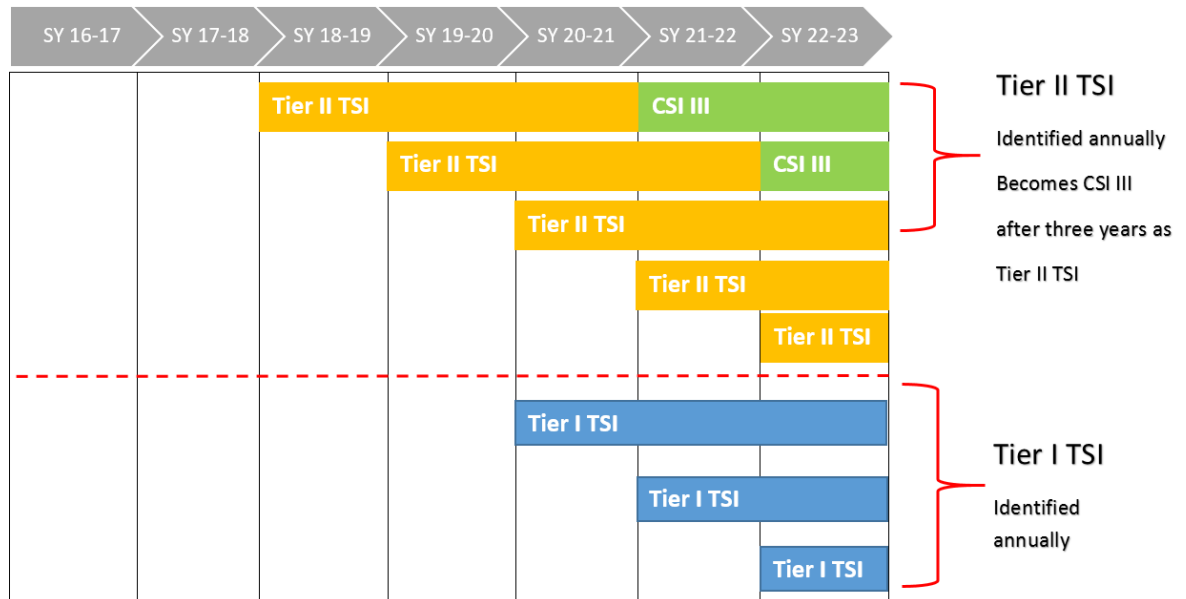 SY 16-17 SY 17-18 SY 18-19 SY 19-20 SY 20-21 SY 21-22 SY 22-23
Tier II TSI CSI III
Tier II TSI CSI III
Tier II TSI
Tier II TSI
Tier II TSI
Tier II TSI
Identified annually
Becomes CSI III
after three years as
Tier II TSI
Tier I TSI
Tier I TSI
Tier I TSI
Tier I TSI
Identified
annually